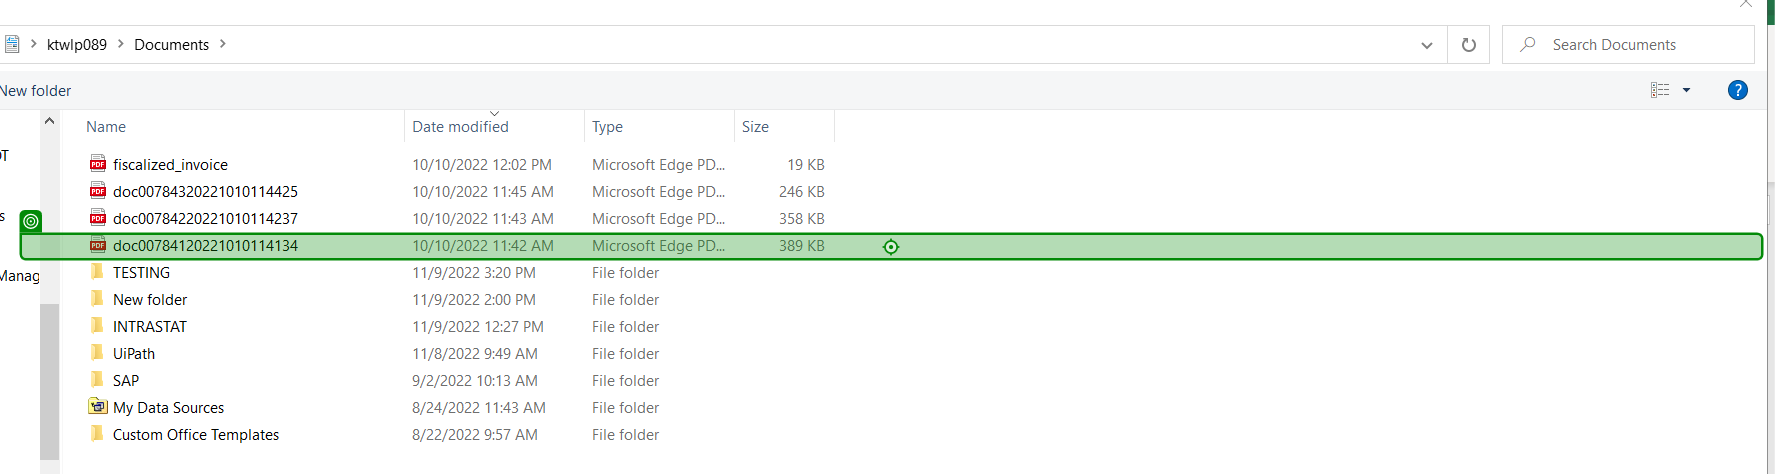 ktwlp089 > Documents >
Search Documents
New folder
?
Name Date modified Type Size
PDF fiscalized_invoice 10/10/2022 12:02 PM Microsoft Edge PD... 19 KB
PDF doc00784320221010114425 10/10/2022 11:45 AM Microsoft Edge PD... 246 KB
PDF doc00784220221010114237 10/10/2022 11:43 AM Microsoft Edge PD... 358 KB
PDF doc00784120221010114134 10/10/2022 11:42 AM Microsoft Edge PD... 389 KB
TESTING 11/9/2022 3:20 PM File folder
New folder 11/9/2022 2:00 PM File folder
INTRASTAT 11/9/2022 12:27 PM File folder
UiPath 11/8/2022 9:49 AM File folder
SAP 9/2/2022 10:13 AM File folder
My Data Sources 8/24/2022 11:43 AM File folder
Custom Office Templates 8/22/2022 9:57 AM File folder
OT
s
Manag